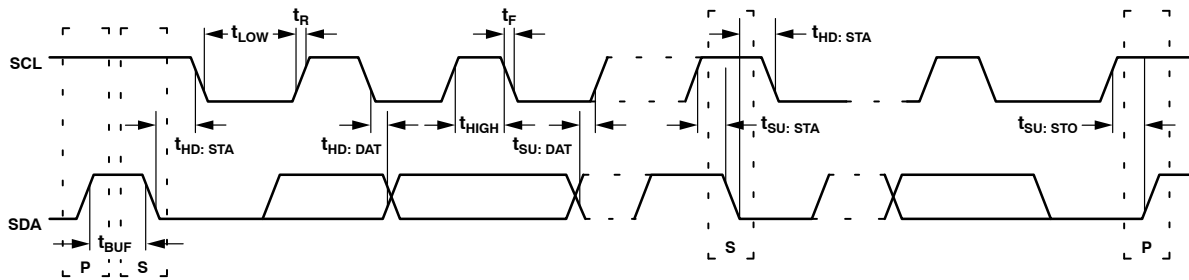 tLOW
tR
tF
S
tHD: STA
P
SCL
tHD: STA
tHD: DAT
tHIGH
tSU: DAT
tSU: STA
tSU: STO
SDA
tBUF
P
S
S
P